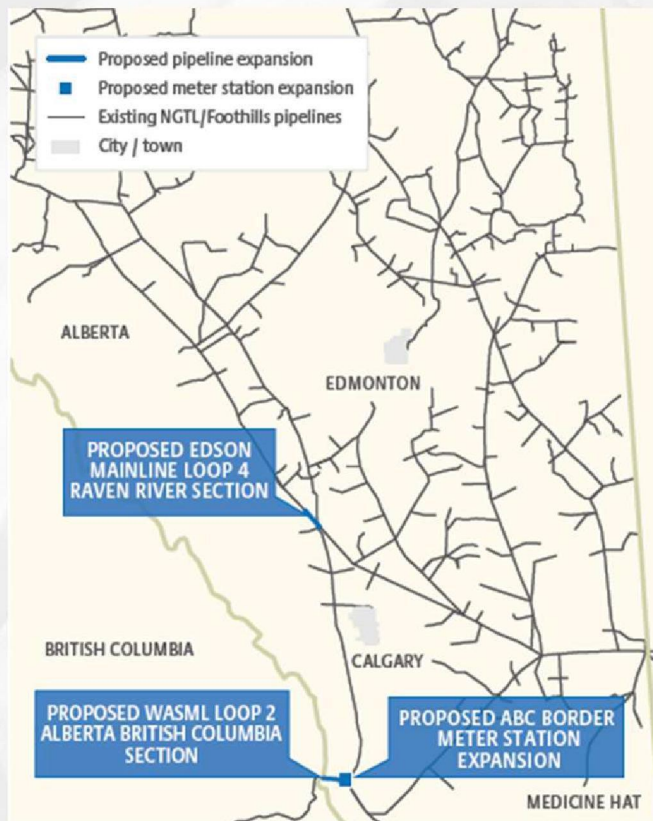 Proposed pipeline expansion
Proposed meter station expansion
Existing NGTL/Foothills pipelines
City / town
ALBERTA
EDMONTON
PROPOSED EDSON
MAINLINE LOOP 4
RAVEN RIVER SECTION
BRITISH COLUMBIA
CALGARY
PROPOSED WASML LOOP 2
ALBERTA BRITISH COLUMBIA
SECTION
PROPOSED ABC BORDER
METER STATION
EXPANSION
MEDICINE HAT